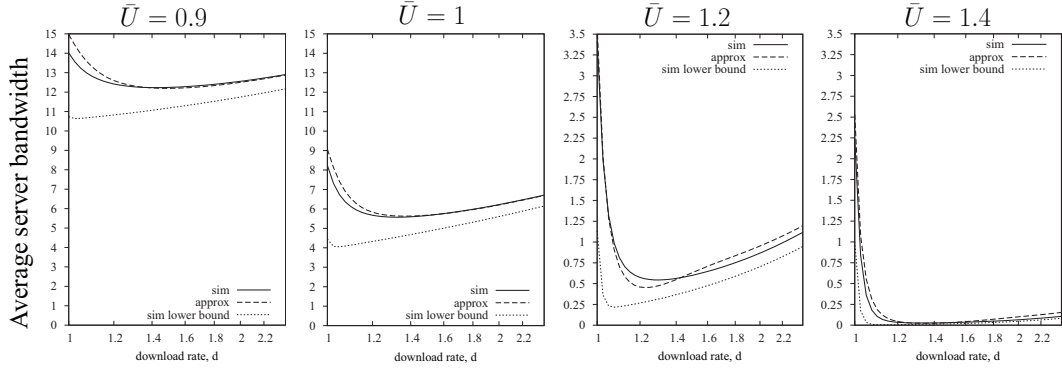 Ū = 0.9
Ū = 1
Ū = 1.2
Ū = 1.4
Average server bandwidth
15
14
13
12
11
10
9
8
7
6
5
4
3
2
1
0
sim
approx
sim lower bound
1 1.2 1.4 1.6 1.8 2 2.2
download rate, d
15
14
13
12
11
10
9
8
7
6
5
4
3
2
1
0
sim
approx
sim lower bound
1 1.2 1.4 1.6 1.8 2 2.2
download rate, d
3.5
3.25
3
2.75
2.5
2.25
2
1.75
1.5
1.25
1
0.75
0.5
0.25
0
sim
approx
sim lower bound
1 1.2 1.4 1.6 1.8 2 2.2
download rate, d
3.5
3.25
3
2.75
2.5
2.25
2
1.75
1.5
1.25
1
0.75
0.5
0.25
0
sim
approx
sim lower bound
1 1.2 1.4 1.6 1.8 2 2.2
download rate, d